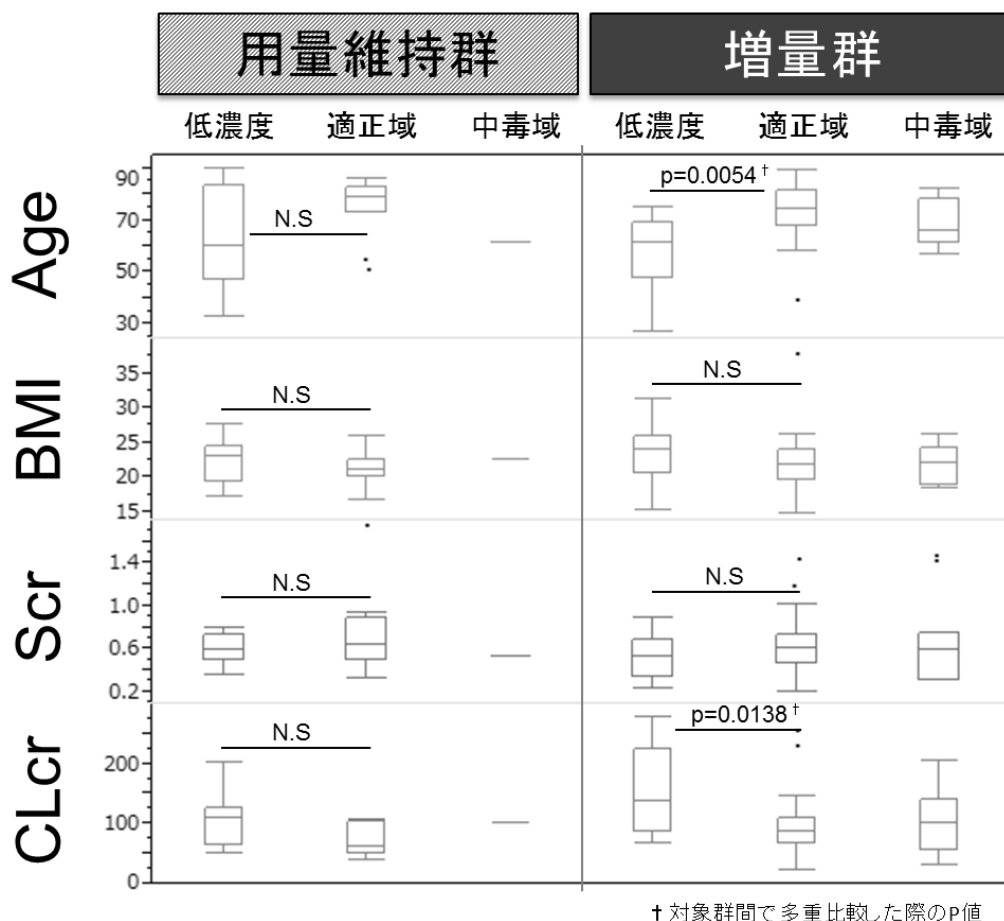 用量維持群 増量群
低濃度 適正域 中毒域 低濃度 適正域 中毒域
Age
90
70
50
30
N.S
p=0.0054 †
BMI
35
30
25
20
15
N.S
N.S
Scr
1.4
1.0
0.6
0.2
N.S
N.S
CLcr
200
100
0
N.S
p=0.0138 †
† 対象群間で多重比較した際のP値